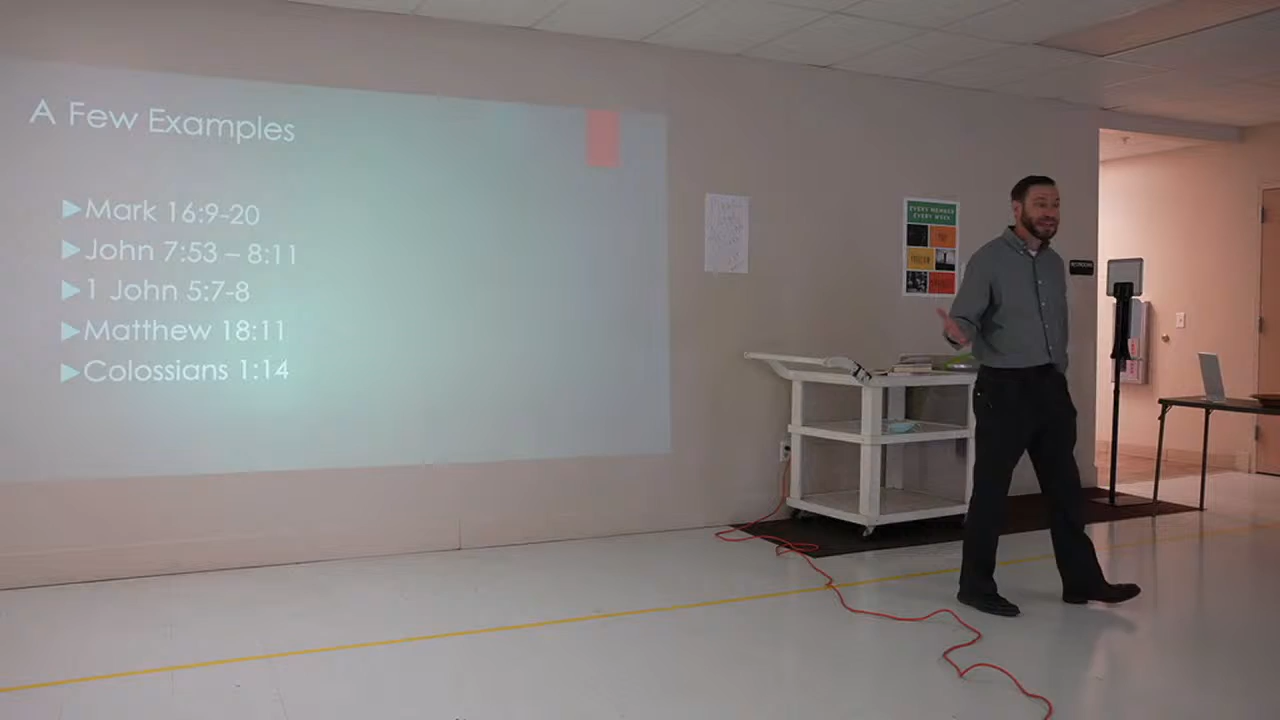 A Few Examples
Mark 16:9-20
John 7:53 – 8:11
1 John 5:7-8
Matthew 18:11
Colossians 1:14
EVERY MEMBER
EVERY WEEK